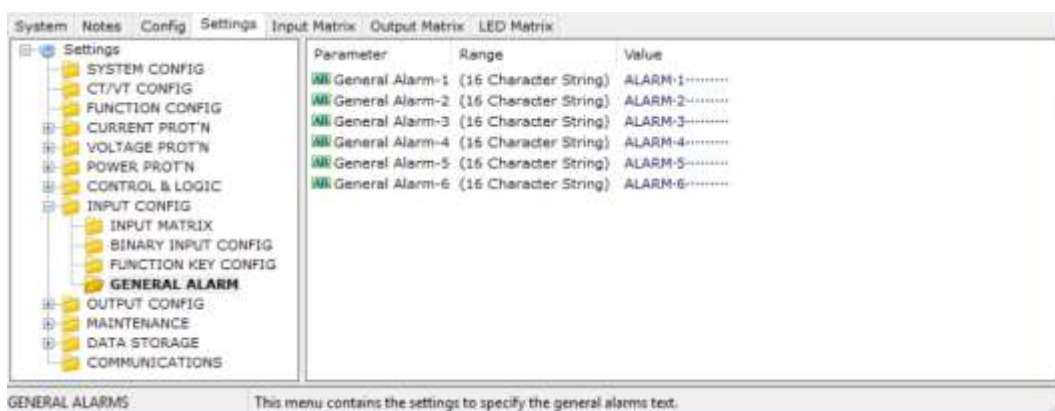 System Notes Config Settings Input Matrix Output Matrix LED Matrix
Settings
SYSTEM CONFIG
CT/VT CONFIG
FUNCTION CONFIG
CURRENT PROT'N
VOLTAGE PROT'N
POWER PROT'N
CONTROL & LOGIC
INPUT CONFIG
INPUT MATRIX
BINARY INPUT CONFIG
FUNCTION KEY CONFIG
GENERAL ALARM
OUTPUT CONFIG
MAINTENANCE
DATA STORAGE
COMMUNICATIONS
Parameter Range Value
General Alarm-1 (16 Character String) ALARM-1·········
General Alarm-2 (16 Character String) ALARM-2·········
General Alarm-3 (16 Character String) ALARM-3·········
General Alarm-4 (16 Character String) ALARM-4·········
General Alarm-5 (16 Character String) ALARM-5·········
General Alarm-6 (16 Character String) ALARM-6·········
GENERAL ALARMS This menu contains the settings to specify the general alarms text.